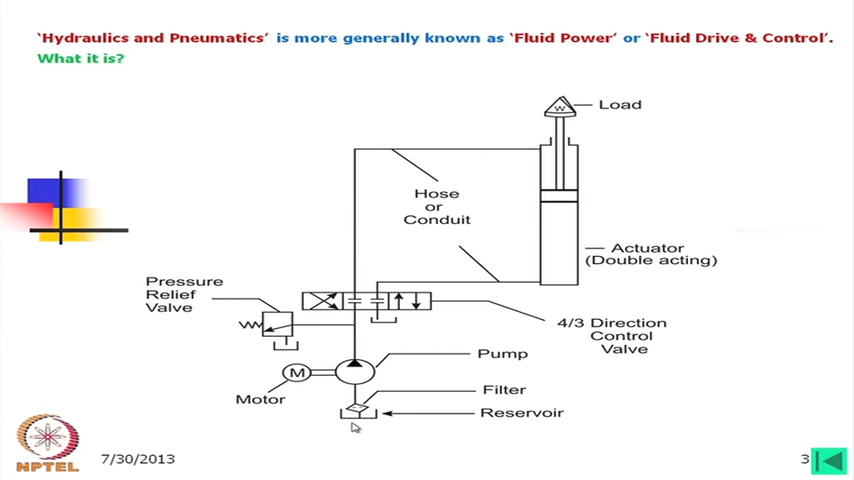 ‘Hydraulics and Pneumatics’ is more generally known as ‘Fluid Power’ or ‘Fluid Drive & Control’.
What it is?
W
Load
Hose
or
Conduit
Actuator
(Double acting)
Pressure
Relief
Valve
4/3 Direction
Control
Valve
Pump
M
Motor
Filter
Reservoir
NPTEL
7/30/2013
3